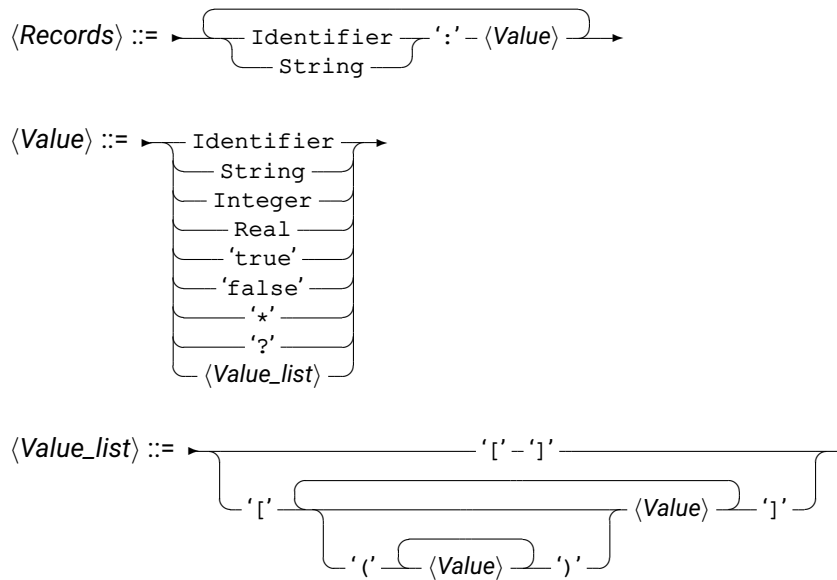 ⟨Records⟩ ::= Identifier ‘:’ ⟨Value⟩
String
⟨Value⟩ ::= Identifier
String
Integer
Real
‘true’
‘false’
‘*’
‘?’
⟨Value_list⟩
⟨Value_list⟩ ::= ‘[’ ‘]’
‘[’ ⟨Value⟩ ‘]’
‘(’ ⟨Value⟩ ‘)’